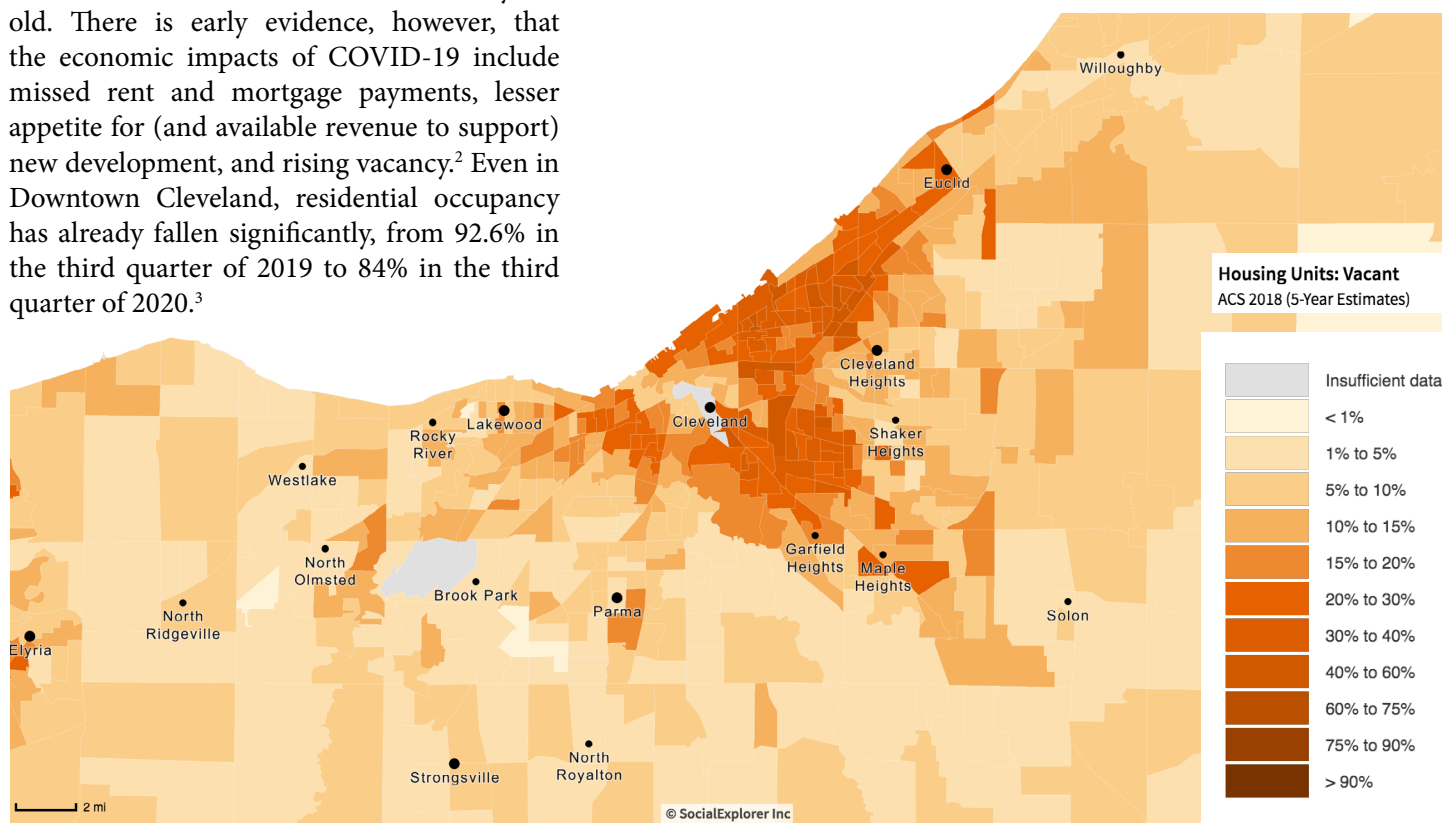 old. There is early evidence, however, that
the economic impacts of COVID-19 include
missed rent and mortgage payments, lesser
appetite for (and available revenue to support)
new development, and rising vacancy.² Even in
Downtown Cleveland, residential occupancy
has already fallen significantly, from 92.6% in
the third quarter of 2019 to 84% in the third
quarter of 2020.³
Willoughby
Euclid
Cleveland
Heights
Cleveland
Shaker
Heights
Lakewood
Rocky
River
Westlake
North
Olmsted
Brook Park
Garfield
Heights
Maple
Heights
Parma
North
Ridgeville
Elyria
Solon
Strongsville
North
Royalton
2 mi
© SocialExplorer Inc
Housing Units: Vacant
ACS 2018 (5-Year Estimates)
Insufficient data
< 1%
1% to 5%
5% to 10%
10% to 15%
15% to 20%
20% to 30%
30% to 40%
40% to 60%
60% to 75%
75% to 90%
> 90%